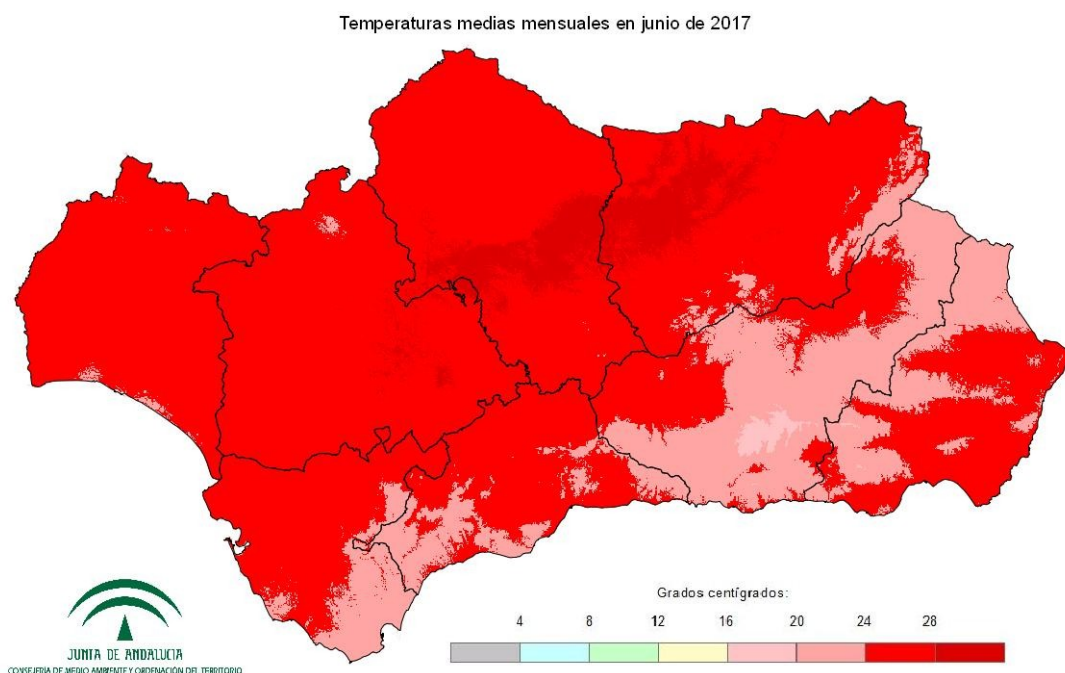 Temperaturas medias mensuales en junio de 2017
Grados centígrados:
4 8 12 16 20 24 28
JUNTA DE ANDALUCIA
CONSEJERÍA DE MEDIO AMBIENTE Y ORDENACIÓN DEL TERRITORIO